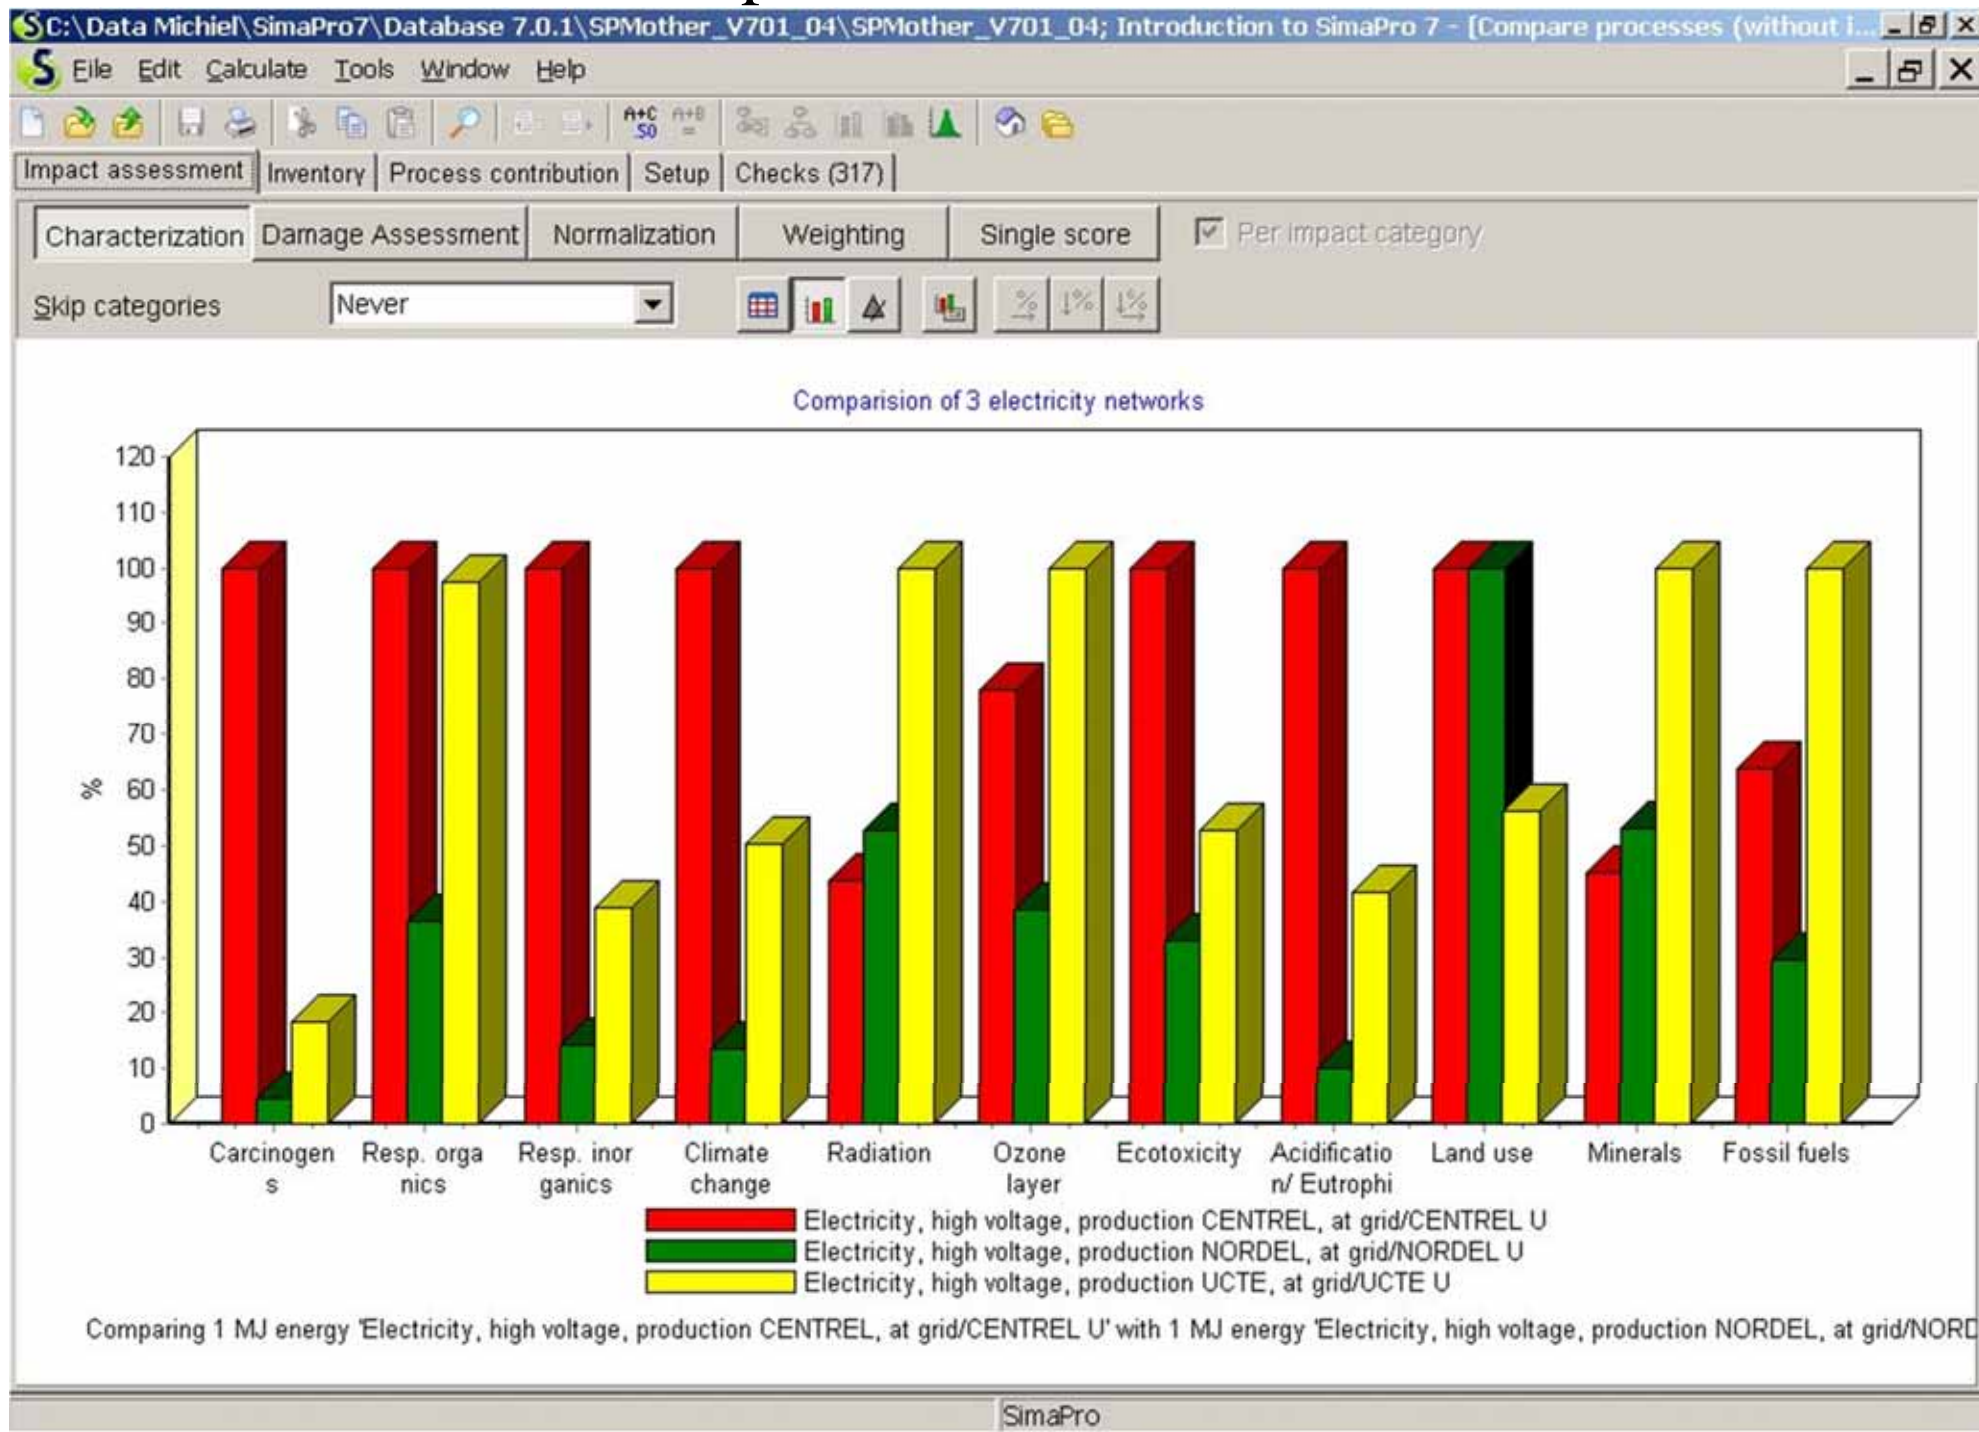 C:\Data Michiel\SimaPro7\Database 7.0.1\SPMother_V701_04\SPMother_V701_04; Introduction to SimaPro 7 - [Compare processes (without i...
File Edit Calculate Tools Window Help
A+C A+B
50 =
Impact assessment Inventory Process contribution Setup Checks (317)
Characterization Damage Assessment Normalization Weighting Single score Per impact category
Skip categories Never % % %
Comparision of 3 electricity networks
120
110
100
90
80
70
%
60
50
40
30
20
10
0
Carcinogen Resp. orga Resp. inor Climate Radiation Ozone Ecotoxicity Acidificatio Land use Minerals Fossil fuels
s nics ganics change layer n/ Eutrophi
Electricity, high voltage, production CENTREL, at grid/CENTREL U
Electricity, high voltage, production NORDEL, at grid/NORDEL U
Electricity, high voltage, production UCTE, at grid/UCTE U
Comparing 1 MJ energy 'Electricity, high voltage, production CENTREL, at grid/CENTREL U' with 1 MJ energy 'Electricity, high voltage, production NORDEL, at grid/NORD
SimaPro